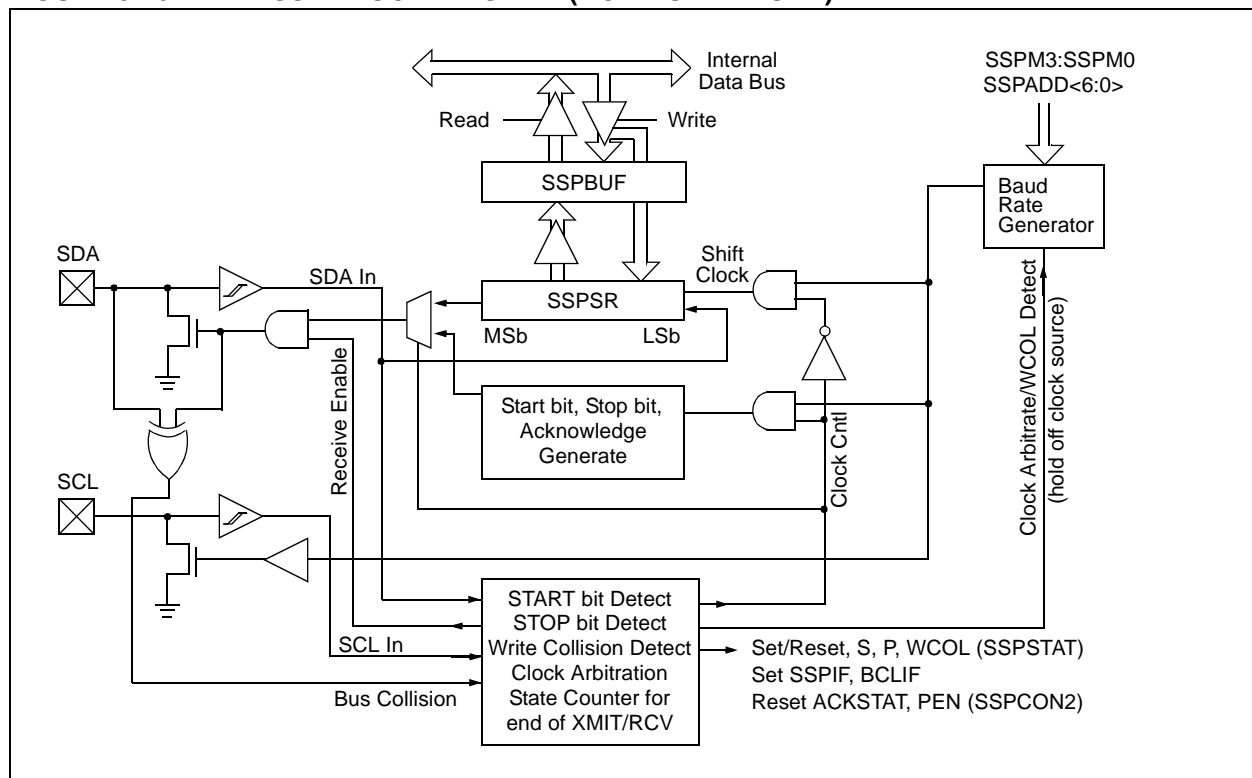 Internal
Data Bus
SSPM3:SSPM0
SSPADD<6:0>
Read
Write
SSPBUF
Baud
Rate
Generator
SDA
SDA In
Shift
Clock
SSPSR
MSb
LSb
Start bit, Stop bit,
Acknowledge
Generate
Receive Enable
Clock Cntl
Clock Arbitrate/WCOL Detect
(hold off clock source)
SCL
SCL In
Bus Collision
START bit Detect
STOP bit Detect
Write Collision Detect
Clock Arbitration
State Counter for
end of XMIT/RCV
Set/Reset, S, P, WCOL (SSPSTAT)
Set SSPIF, BCLIF
Reset ACKSTAT, PEN (SSPCON2)